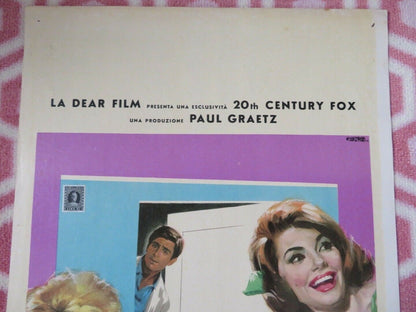 LA DEAR FILM PRESENTA UNA ESCLUSIVITÀ 20th CENTURY FOX
UNA PRODUZIONE PAUL GRAETZ